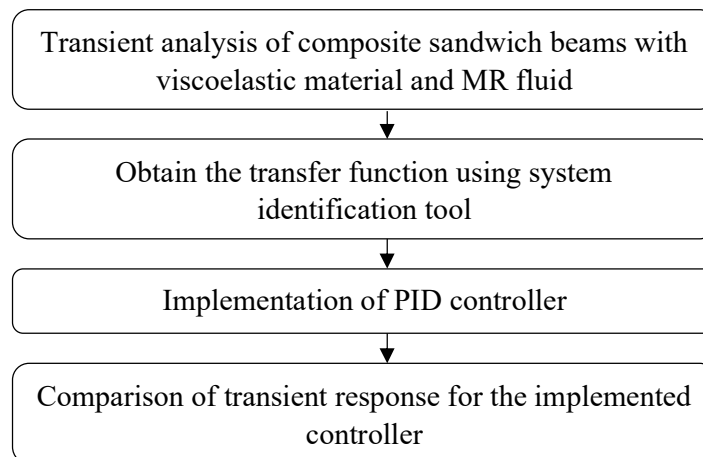 Transient analysis of composite sandwich beams with
viscoelastic material and MR fluid
Obtain the transfer function using system
identification tool
Implementation of PID controller
Comparison of transient response for the implemented
controller